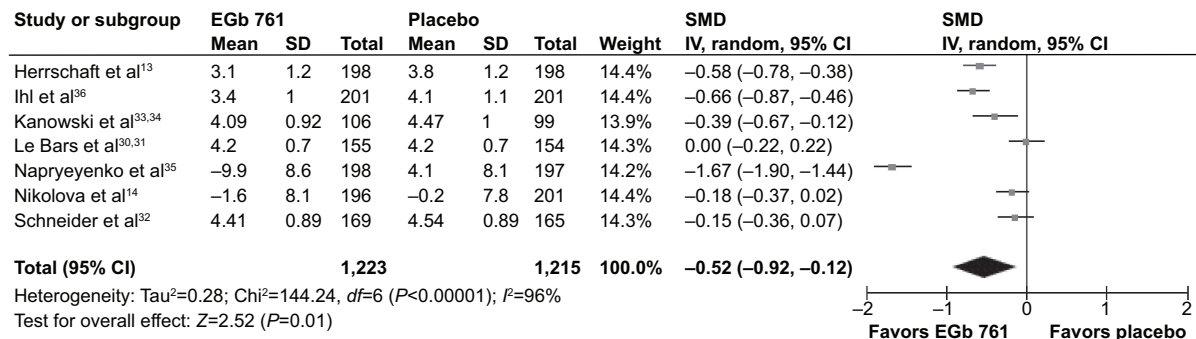 Study or subgroup EGb 761 Placebo SMD SMD
Mean SD Total Mean SD Total Weight IV, random, 95% CI IV, random, 95% CI
Herrschaft et al¹³ 3.1 1.2 198 3.8 1.2 198 14.4% –0.58 (–0.78, –0.38)
Ihl et al³⁶ 3.4 1 201 4.1 1.1 201 14.4% –0.66 (–0.87, –0.46)
Kanowski et al³³,³⁴ 4.09 0.92 106 4.47 1 99 13.9% –0.39 (–0.67, –0.12)
Le Bars et al³⁰,³¹ 4.2 0.7 155 4.2 0.7 154 14.3% 0.00 (–0.22, 0.22)
Napryeyenko et al³⁵ –9.9 8.6 198 4.1 8.1 197 14.2% –1.67 (–1.90, –1.44)
Nikolova et al¹⁴ –1.6 8.1 196 –0.2 7.8 201 14.4% –0.18 (–0.37, 0.02)
Schneider et al³² 4.41 0.89 169 4.54 0.89 165 14.3% –0.15 (–0.36, 0.07)
Total (95% CI) 1,223 1,215 100.0% –0.52 (–0.92, –0.12)
Heterogeneity: Tau²=0.28; Chi²=144.24, df=6 (P<0.00001); I²=96%
Test for overall effect: Z=2.52 (P=0.01)
–2 –1 0 1 2
Favors EGb 761 Favors placebo